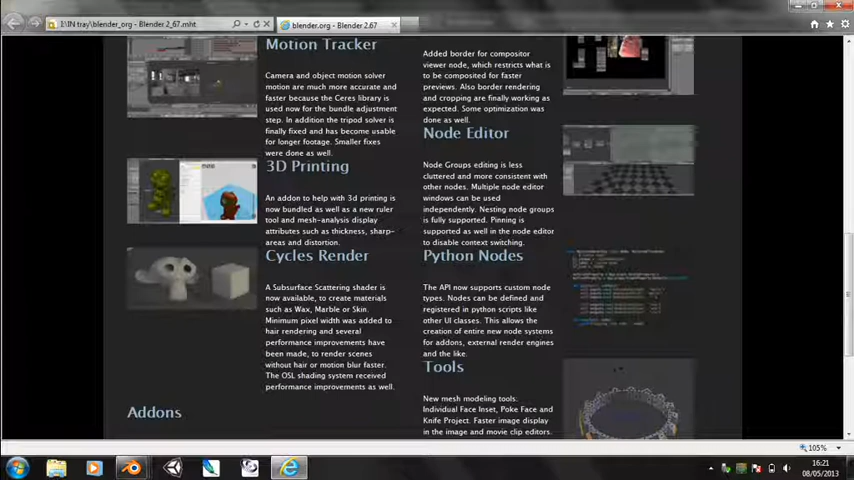 1\IN tray\blender_org - Blender 2_67.mht
blender.org - Blender 2.67
Motion Tracker
Camera and object motion solver
motion are much more accurate and
faster because the Ceres library is
used now for the bundle adjustment
step. In addition the tripod solver is
finally fixed and has become usable
for longer footage. Smaller fixes
were done as well.
3D Printing
An addon to help with 3d printing is
now bundled as well as a new ruler
tool and mesh-analysis display
attributes such as thickness, sharp-
areas and distortion.
Cycles Render
A Subsurface Scattering shader is
now available, to create materials
such as Wax, Marble or Skin.
Minimum pixel width was added to
hair rendering and several
performance improvements have
been made, to render scenes
without hair or motion blur faster.
The OSL shading system received
performance improvements as well.
Added border for compositor
viewer node, which restricts what is
to be composited for faster
previews. Also border rendering
and cropping are finally working as
expected. Some optimization was
done as well.
Node Editor
Node Groups editing is less
cluttered and more consistent with
other nodes. Multiple node editor
windows can be used
independently. Nesting node groups
is fully supported. Pinning is
supported as well in the node editor
to disable context switching.
Python Nodes
The API now supports custom node
types. Nodes can be defined and
registered in python scripts like
other UI classes. This allows the
creation of entire new node systems
for addons, external render engines
and the like.
Tools
New mesh modeling tools:
Individual Face Inset, Poke Face and
Knife Project. Faster image display
in the image and movie clip editors.
Addons
105%
16:21
08/05/2013